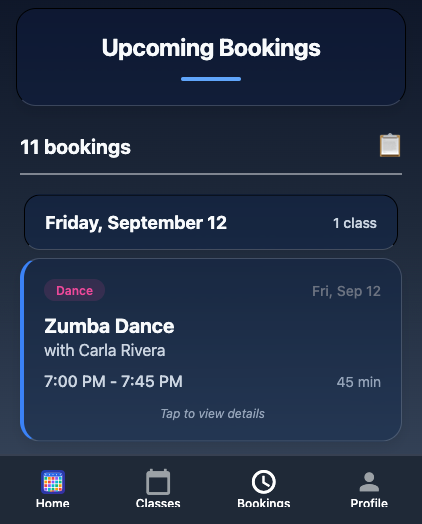 Upcoming Bookings
11 bookings
Friday, September 12 1 class
Dance Fri, Sep 12
Zumba Dance
with Carla Rivera
7:00 PM - 7:45 PM 45 min
Tap to view details
Home Classes Bookings Profile